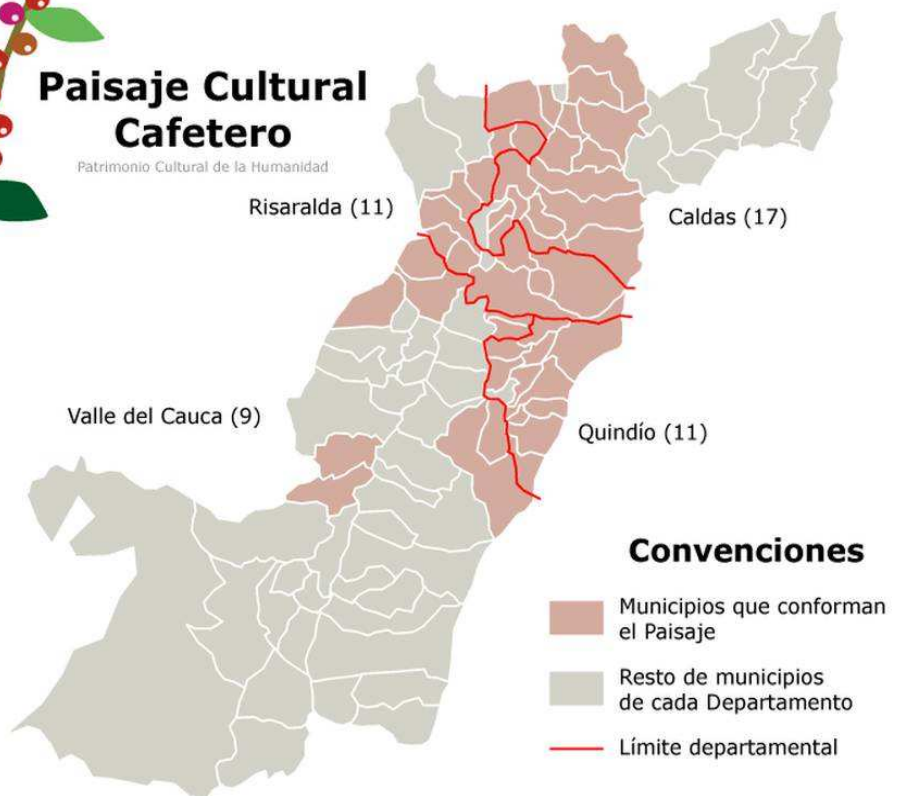 Paisaje Cultural
Cafetero
Patrimonio Cultural de la Humanidad
Risaralda (11)
Caldas (17)
Valle del Cauca (9)
Quindío (11)
Convenciones
Municipios que conforman
el Paisaje
Resto de municipios
de cada Departamento
Límite departamental